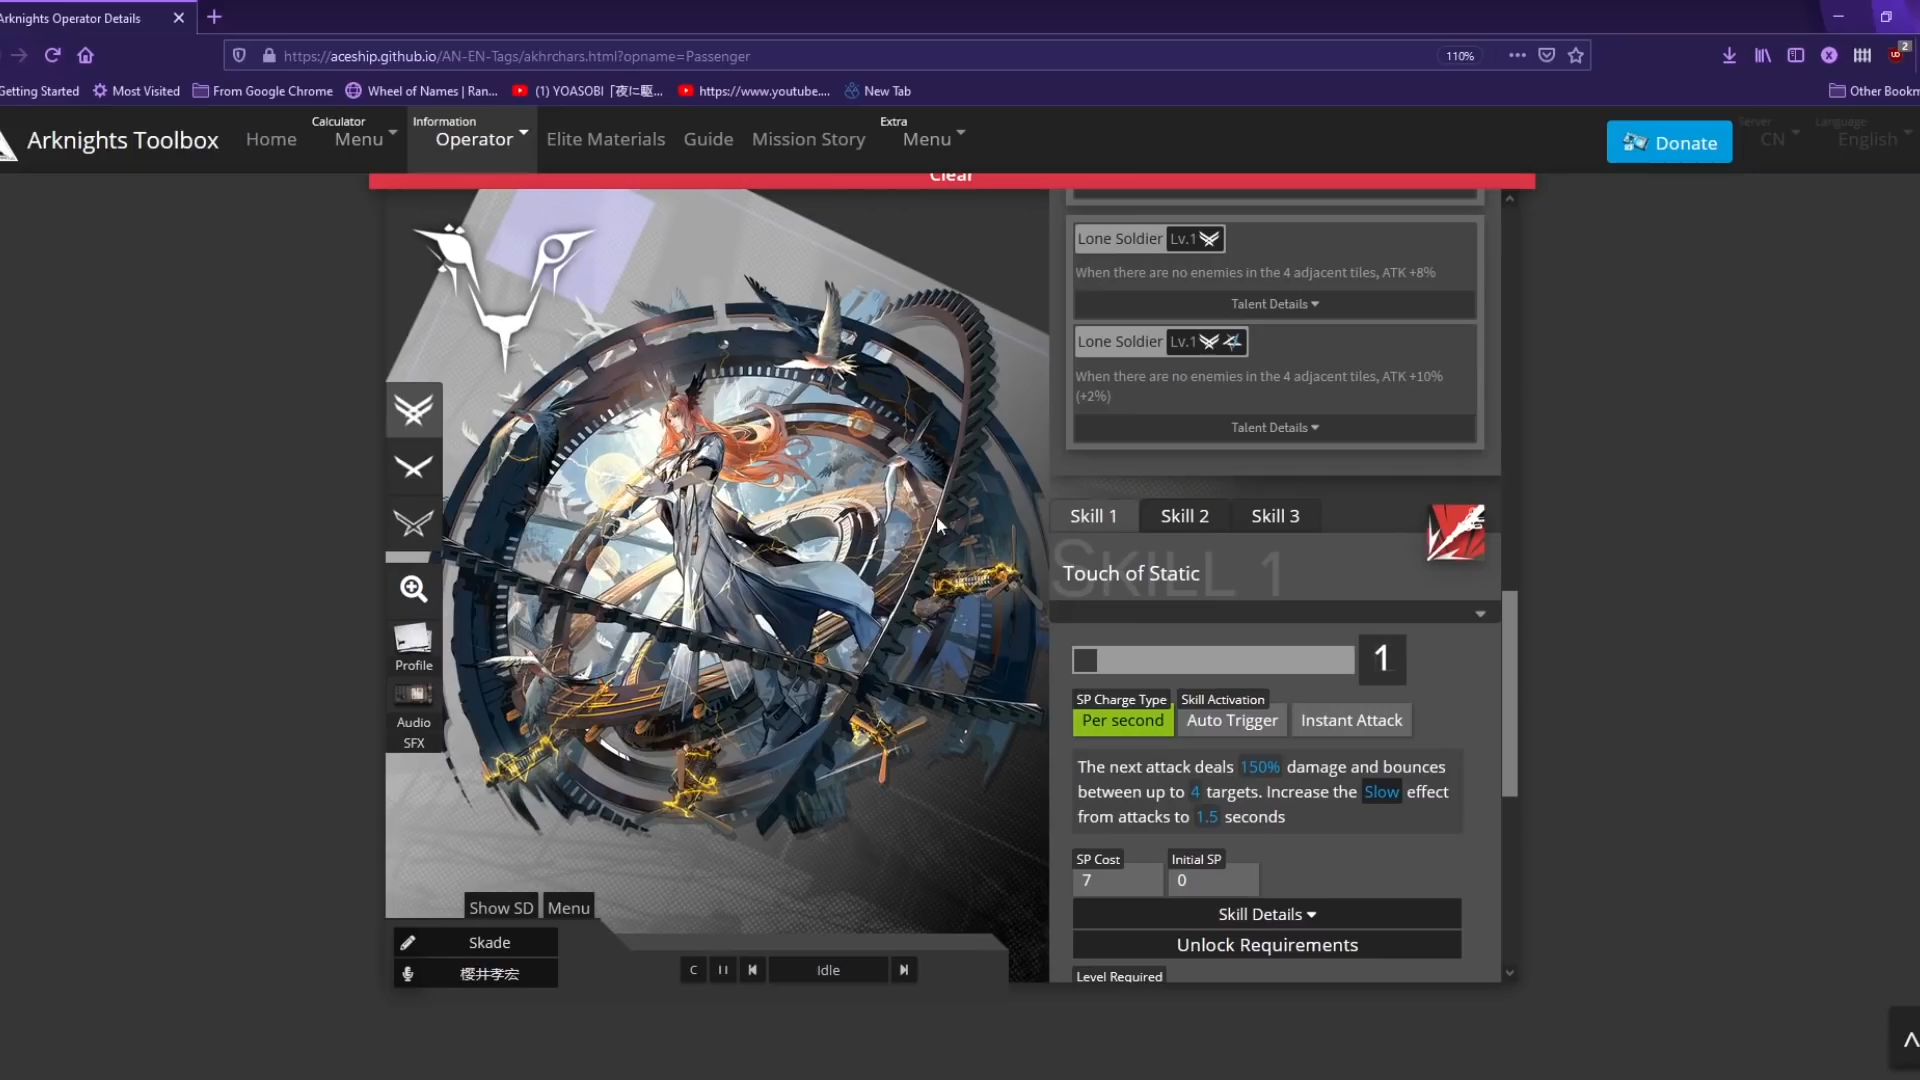 Arknights Operator Details
https://aceship.github.io/AN-EN-Tags/akhrchars.html?opname=Passenger
110%
2
Getting Started
Most Visited
From Google Chrome
Wheel of Names | Ran...
(1) YOASOBI「夜に駆...
https://www.youtube....
New Tab
Other Bookm
Arknights Toolbox
Home
Calculator
Menu
Information
Operator
Elite Materials
Guide
Mission Story
Extra
Menu
Donate
Server
CN
Language
English
Clear
Lone Soldier Lv.1
When there are no enemies in the 4 adjacent tiles, ATK +8%
Talent Details
Lone Soldier Lv.1
When there are no enemies in the 4 adjacent tiles, ATK +10%
(+2%)
Talent Details
Skill 1
Skill 2
Skill 3
SKILL 1
Touch of Static
1
SP Charge Type
Skill Activation
Per second
Auto Trigger
Instant Attack
The next attack deals 150% damage and bounces
between up to 4 targets. Increase the Slow effect
from attacks to 1.5 seconds
SP Cost
Initial SP
7
0
Skill Details
Unlock Requirements
Level Required
Profile
Audio
SFX
Show SD
Menu
Skade
樱井孝宏
C
Idle